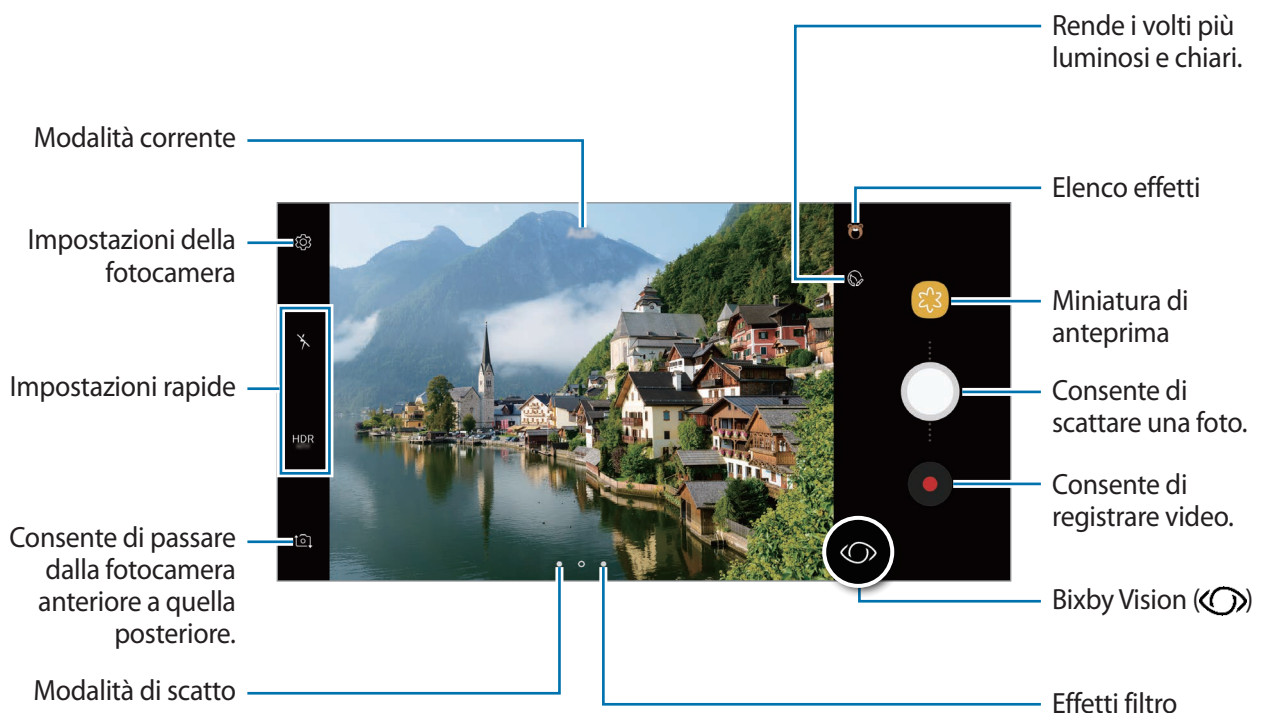 Rende i volti più
luminosi e chiari.
Modalità corrente
Elenco effetti
Impostazioni della
fotocamera
Miniatura di
anteprima
Impostazioni rapide
HDR
Consente di
scattare una foto.
Consente di
registrare video.
Consente di passare
dalla fotocamera
anteriore a quella
posteriore.
Bixby Vision ()
Modalità di scatto
Effetti filtro